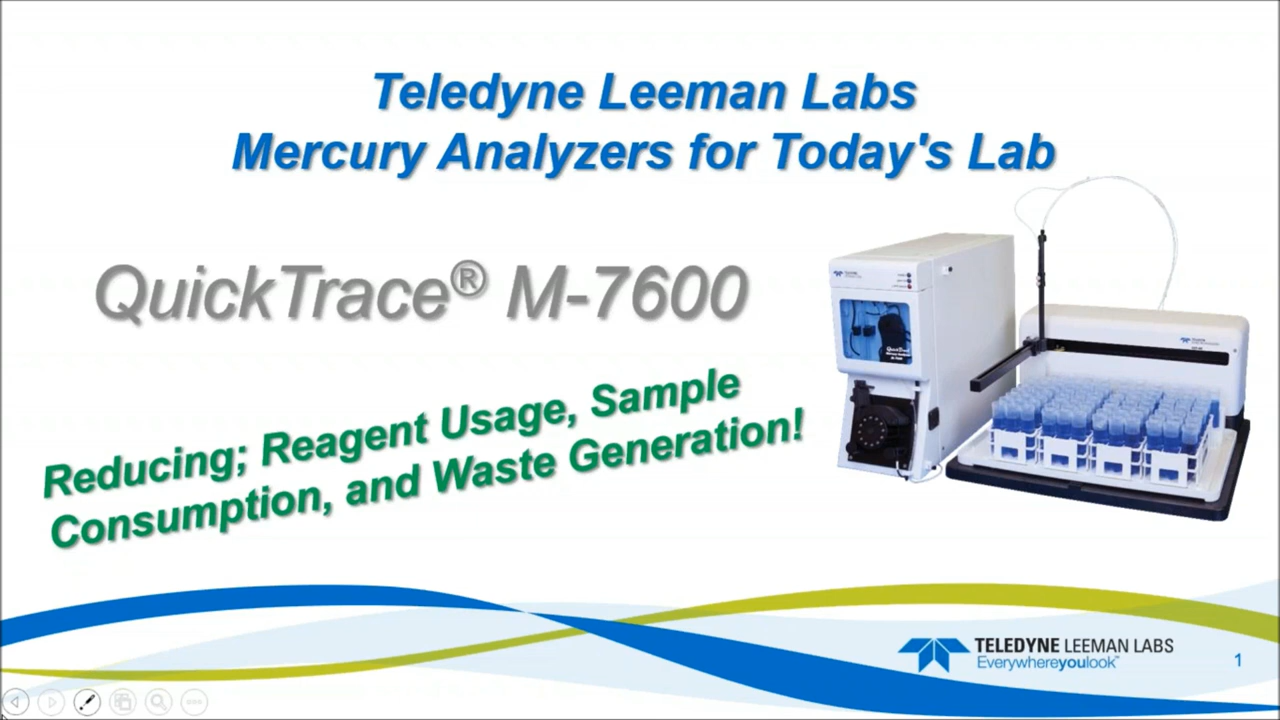 Teledyne Leeman Labs
Mercury Analyzers for Today's Lab
QuickTrace® M-7600
Reducing; Reagent Usage, Sample
Consumption, and Waste Generation!
TELEDYNE LEEMAN LABS
Everywhereyoulook™
1